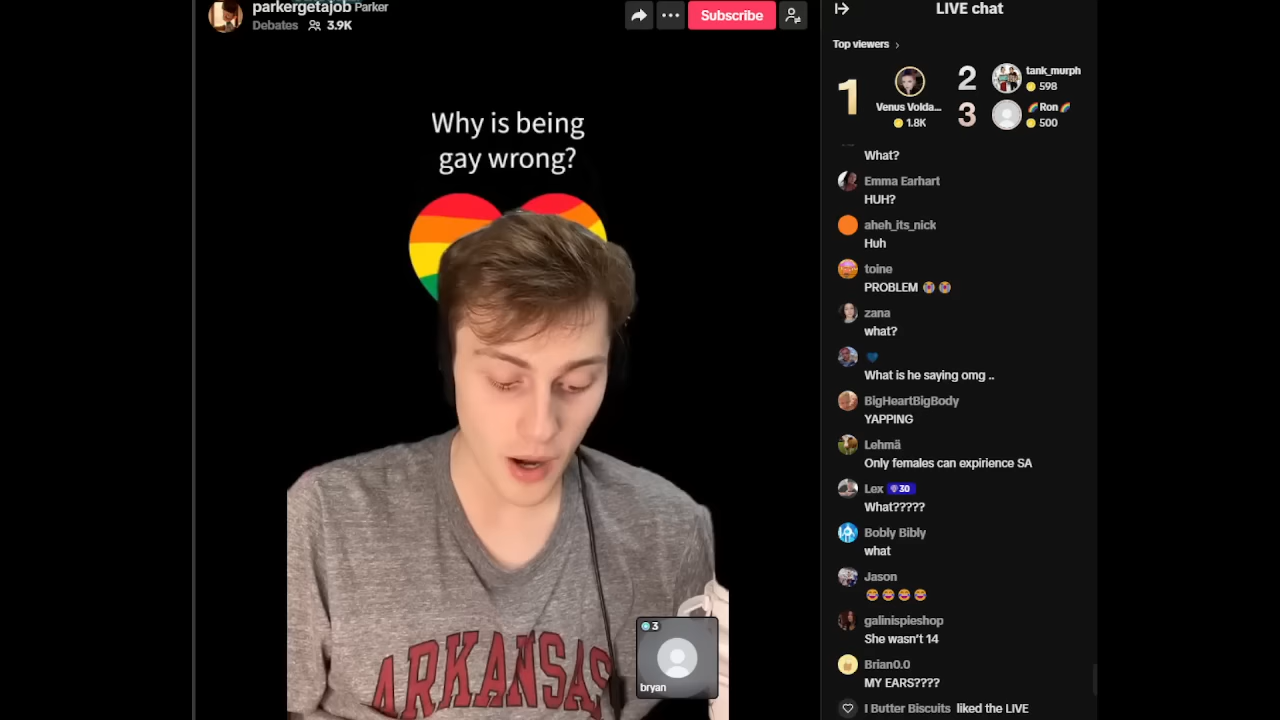 parkergetajob Parker
Debates 3.9K
Subscribe
Why is being
gay wrong?
ARKANSAS
3
bryan
LIVE chat
Top viewers
1
Venus Volda...
1.8K
2
tank_murph
598
3
Ron
500
What?
Emma Earhart
HUH?
aheh_its_nick
Huh
toine
PROBLEM
zana
what?
What is he saying omg ..
BigHeartBigBody
YAPPING
Lehmä
Only females can expirience SA
Lex 30
What?????
Bobly Bibly
what
Jason
galinispieshop
She wasn't 14
Brian0.0
MY EARS????
I Butter Biscuits liked the LIVE